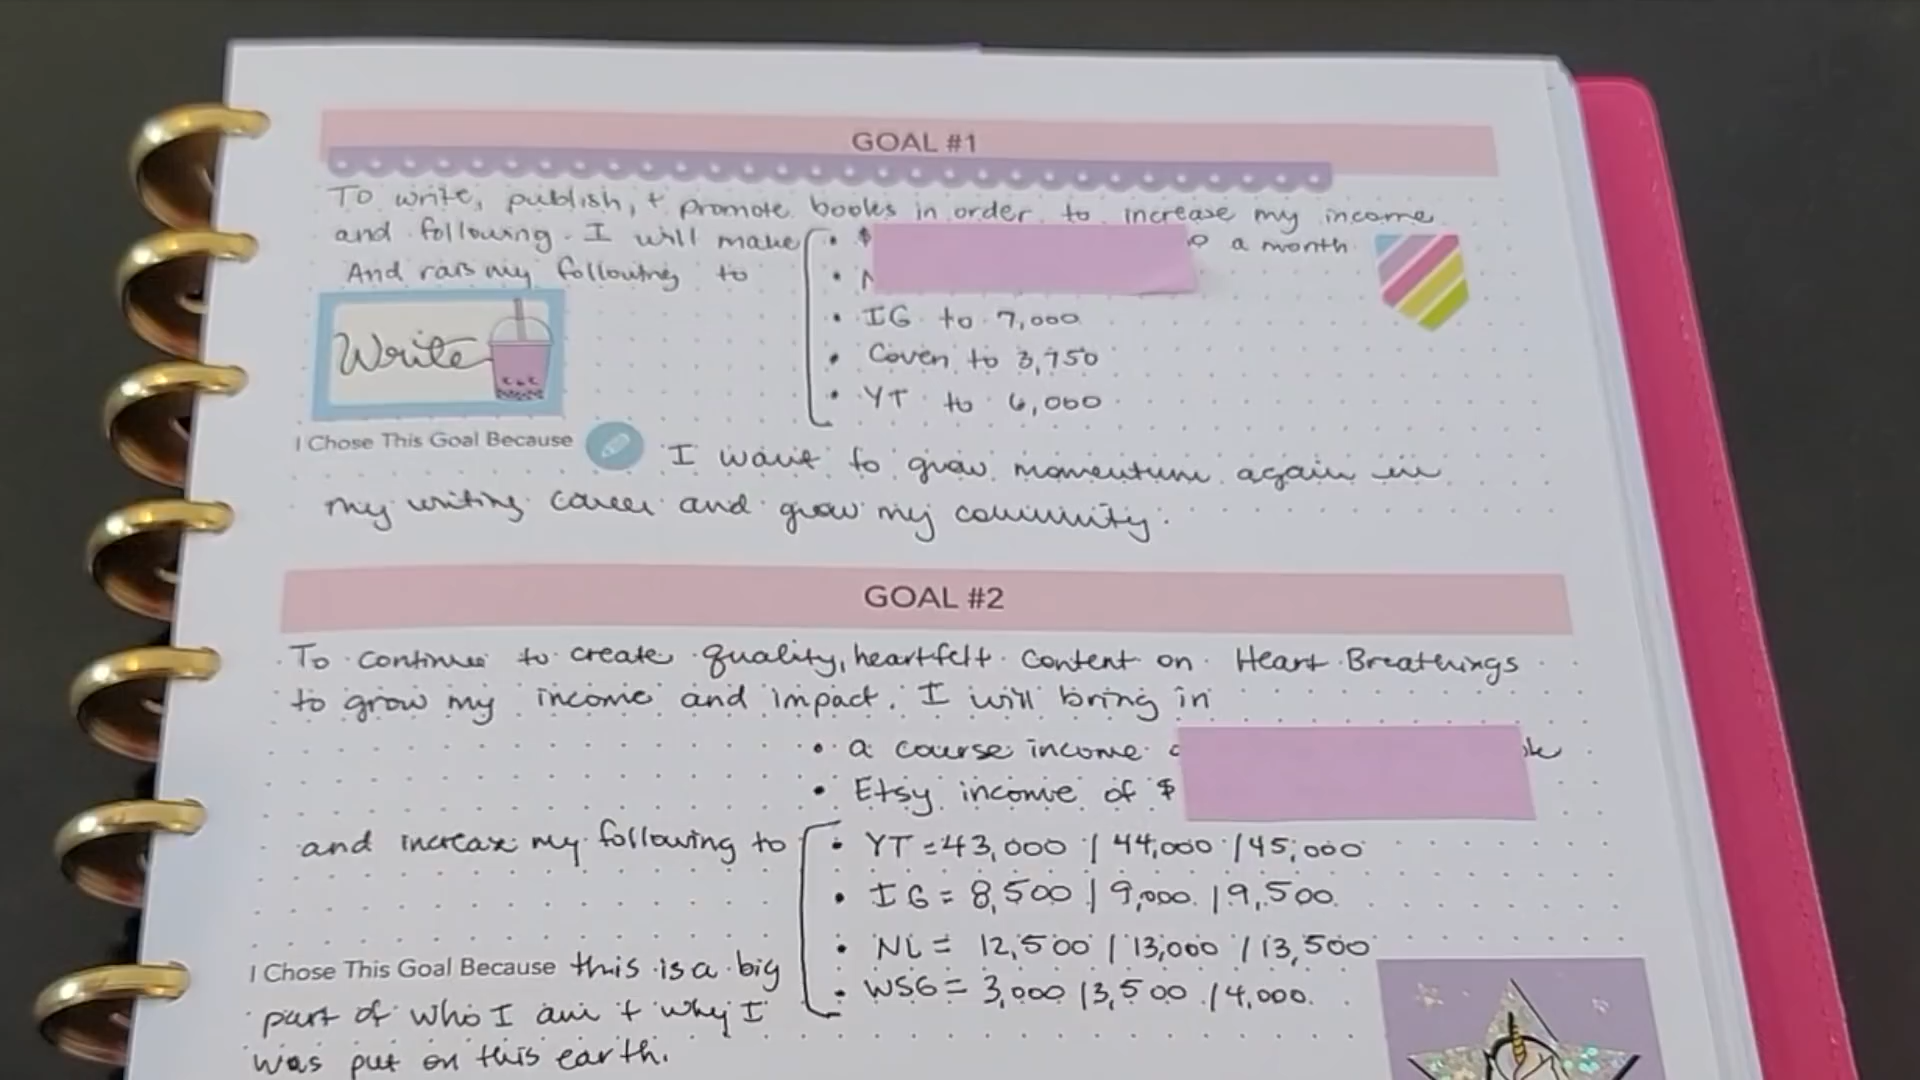 GOAL #1
To write, publish, + promote books in order to increase my income
and following. I will make • $ o a month
And rais my following to •
• IG to 7,000
Write
• Coven to 3,750
• YT to 6,000
I Chose This Goal Because I want to grow momentum again in
my writing career and grow my community.
GOAL #2
To continue to create quality, heartfelt content on Heart Breathings
to grow my income and impact. I will bring in
• a course income
• Etsy income of $
and increase my following to • YT = 43,000 / 44,000 / 45,000
• IG = 8,500 / 9,000 / 9,500
• NL = 12,500 / 13,000 / 13,500
• WSG = 3,000 / 3,500 / 4,000
I Chose This Goal Because this is a big
part of who I am + why I
was put on this earth.